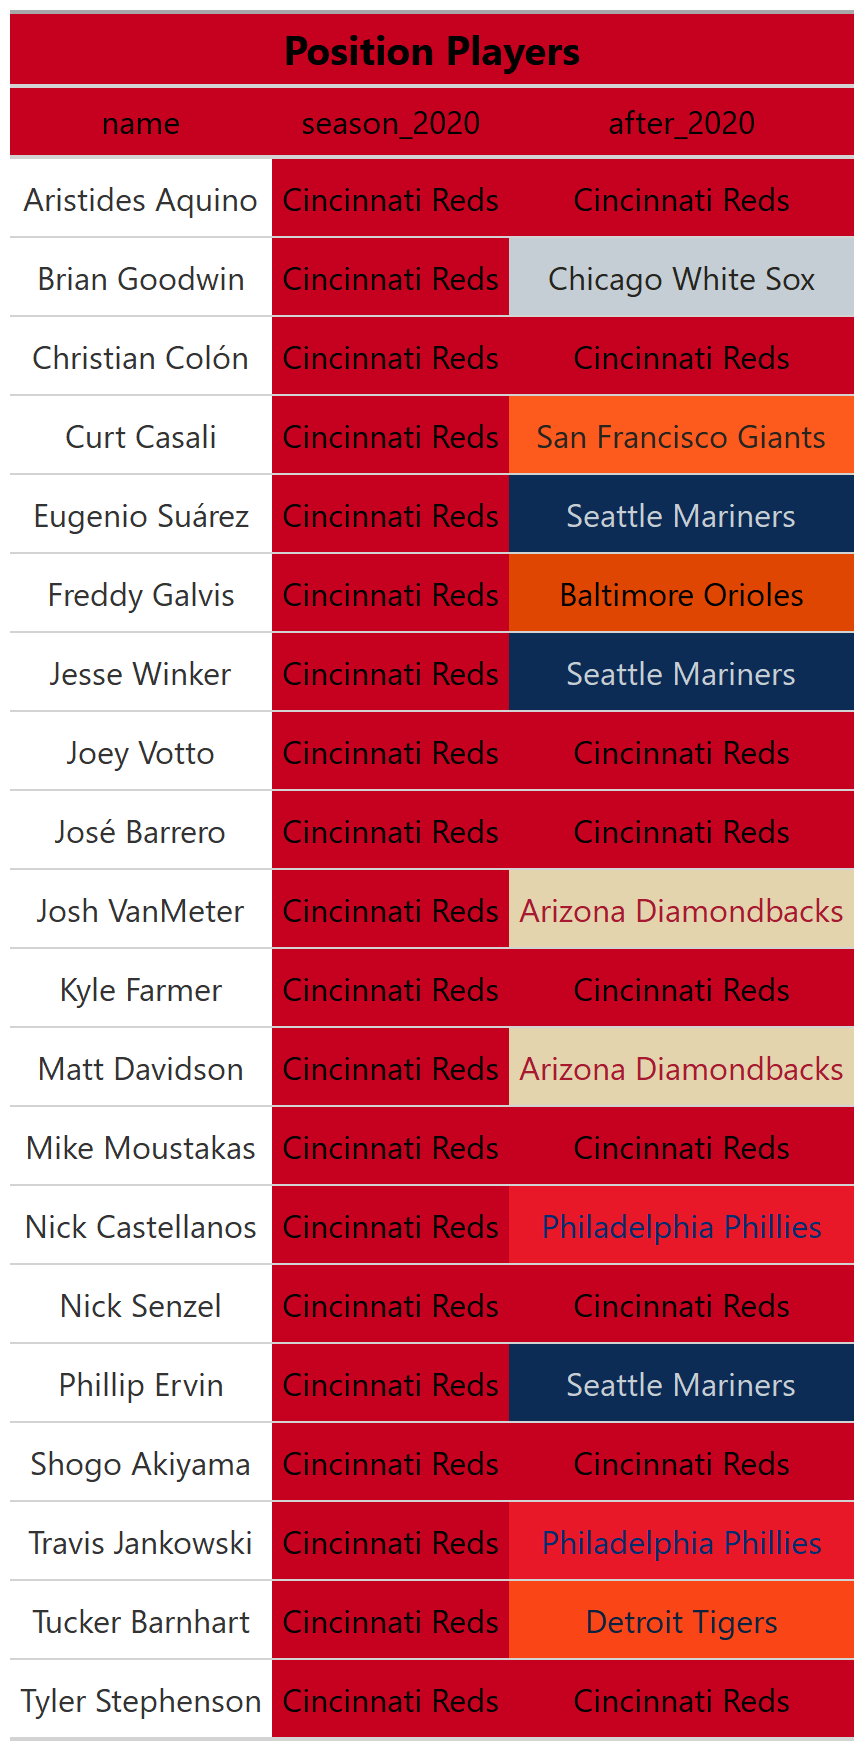 Position Players
name season_2020 after_2020
Aristides Aquino Cincinnati Reds Cincinnati Reds
Brian Goodwin Cincinnati Reds Chicago White Sox
Christian Colón Cincinnati Reds Cincinnati Reds
Curt Casali Cincinnati Reds San Francisco Giants
Eugenio Suárez Cincinnati Reds Seattle Mariners
Freddy Galvis Cincinnati Reds Baltimore Orioles
Jesse Winker Cincinnati Reds Seattle Mariners
Joey Votto Cincinnati Reds Cincinnati Reds
José Barrero Cincinnati Reds Cincinnati Reds
Josh VanMeter Cincinnati Reds Arizona Diamondbacks
Kyle Farmer Cincinnati Reds Cincinnati Reds
Matt Davidson Cincinnati Reds Arizona Diamondbacks
Mike Moustakas Cincinnati Reds Cincinnati Reds
Nick Castellanos Cincinnati Reds Philadelphia Phillies
Nick Senzel Cincinnati Reds Cincinnati Reds
Phillip Ervin Cincinnati Reds Seattle Mariners
Shogo Akiyama Cincinnati Reds Cincinnati Reds
Travis Jankowski Cincinnati Reds Philadelphia Phillies
Tucker Barnhart Cincinnati Reds Detroit Tigers
Tyler Stephenson Cincinnati Reds Cincinnati Reds